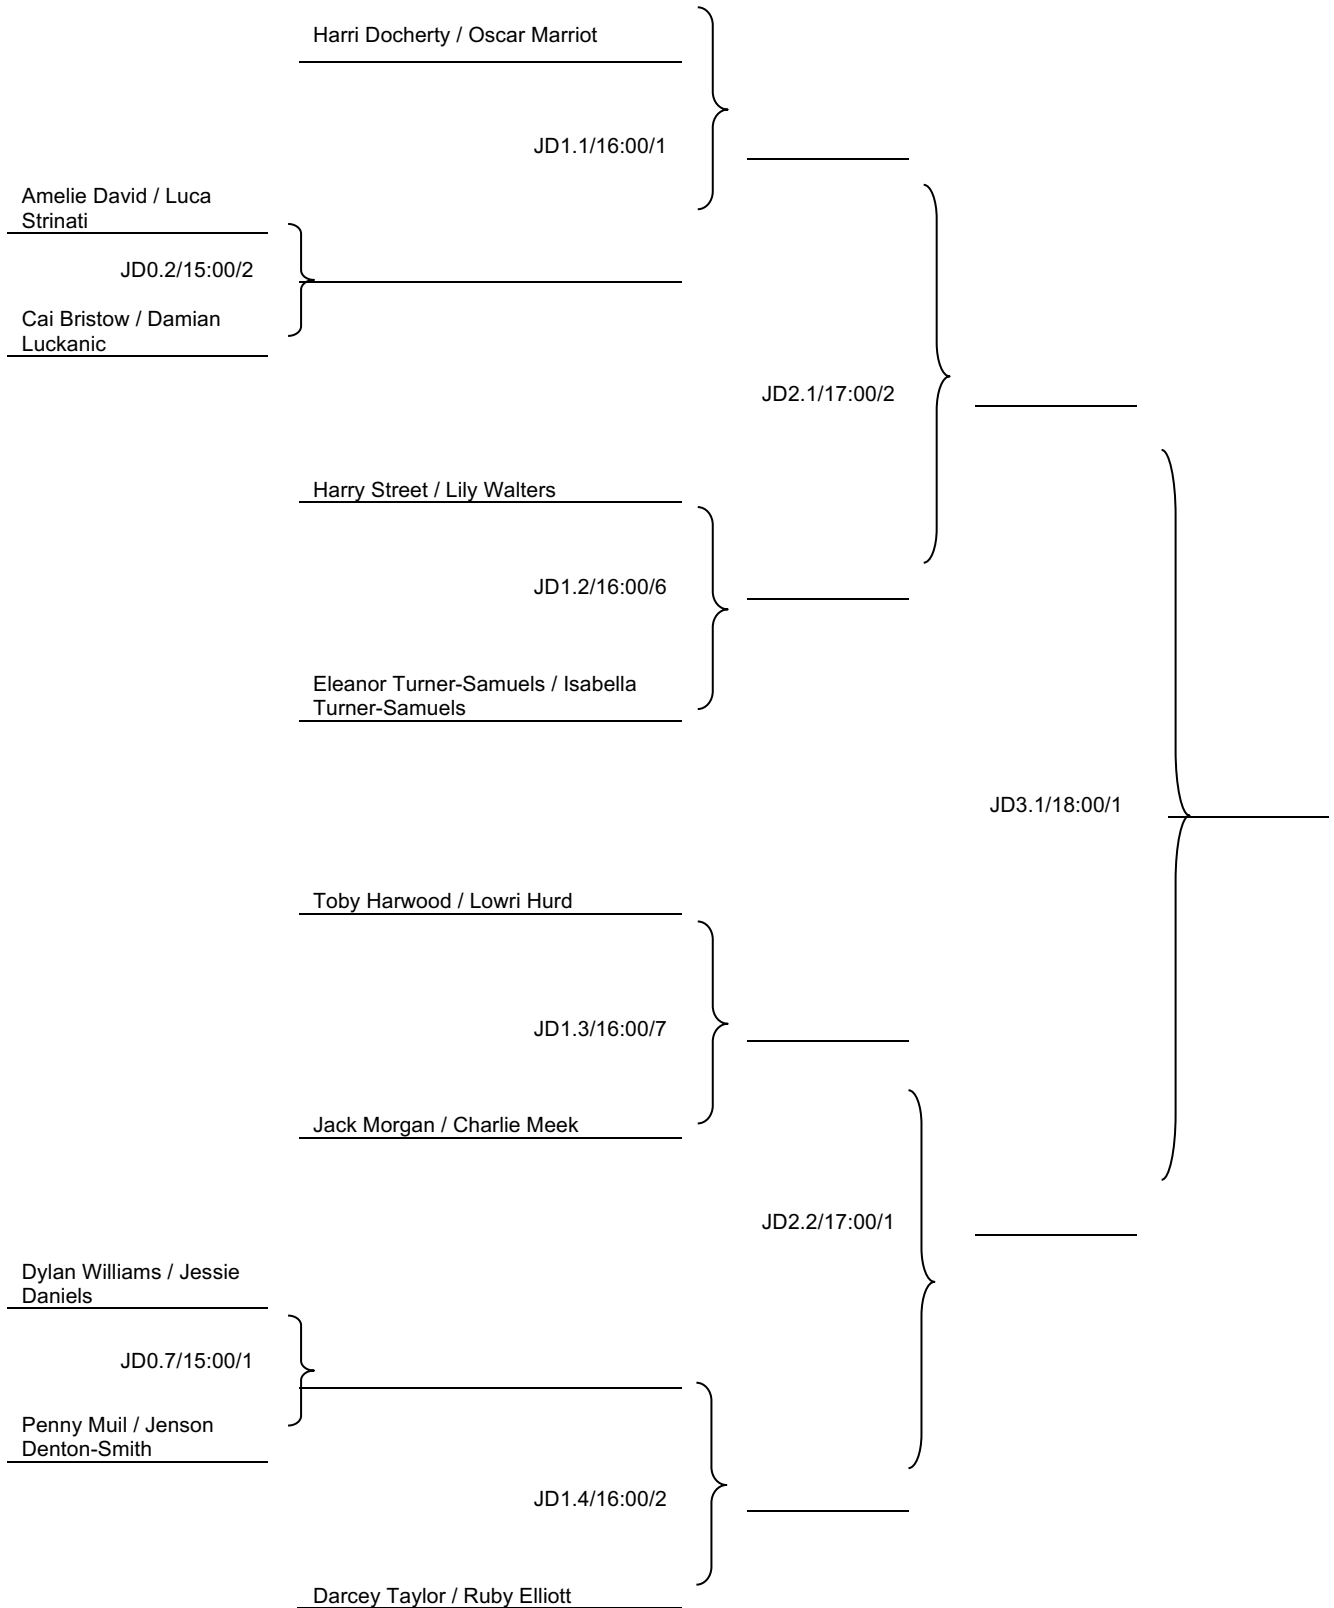 Harri Docherty / Oscar Marriot
JD1.1/16:00/1
Amelie David / Luca
Strinati
JD0.2/15:00/2
Cai Bristow / Damian
Luckanic
JD2.1/17:00/2
Harry Street / Lily Walters
JD1.2/16:00/6
Eleanor Turner-Samuels / Isabella
Turner-Samuels
JD3.1/18:00/1
Toby Harwood / Lowri Hurd
JD1.3/16:00/7
Jack Morgan / Charlie Meek
JD2.2/17:00/1
Dylan Williams / Jessie
Daniels
JD0.7/15:00/1
Penny Muil / Jenson
Denton-Smith
JD1.4/16:00/2
Darcey Taylor / Ruby Elliott